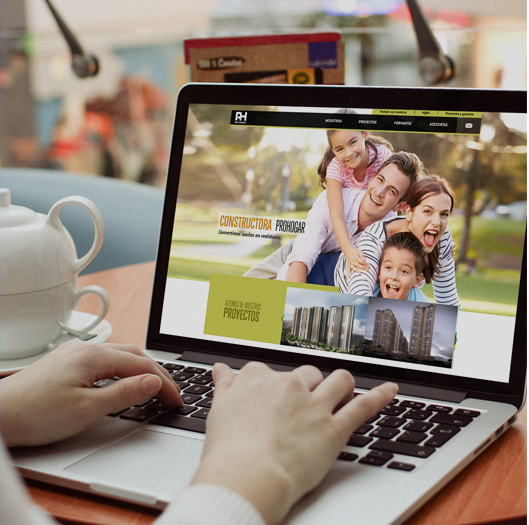 PH
NOSOTROS PROYECTOS FORMATOS ASESORÍAS
CONSTRUCTORA PROHOGAR
Convertimos sueños en realidades.
ALGUNOS DE NUESTROS
PROYECTOS